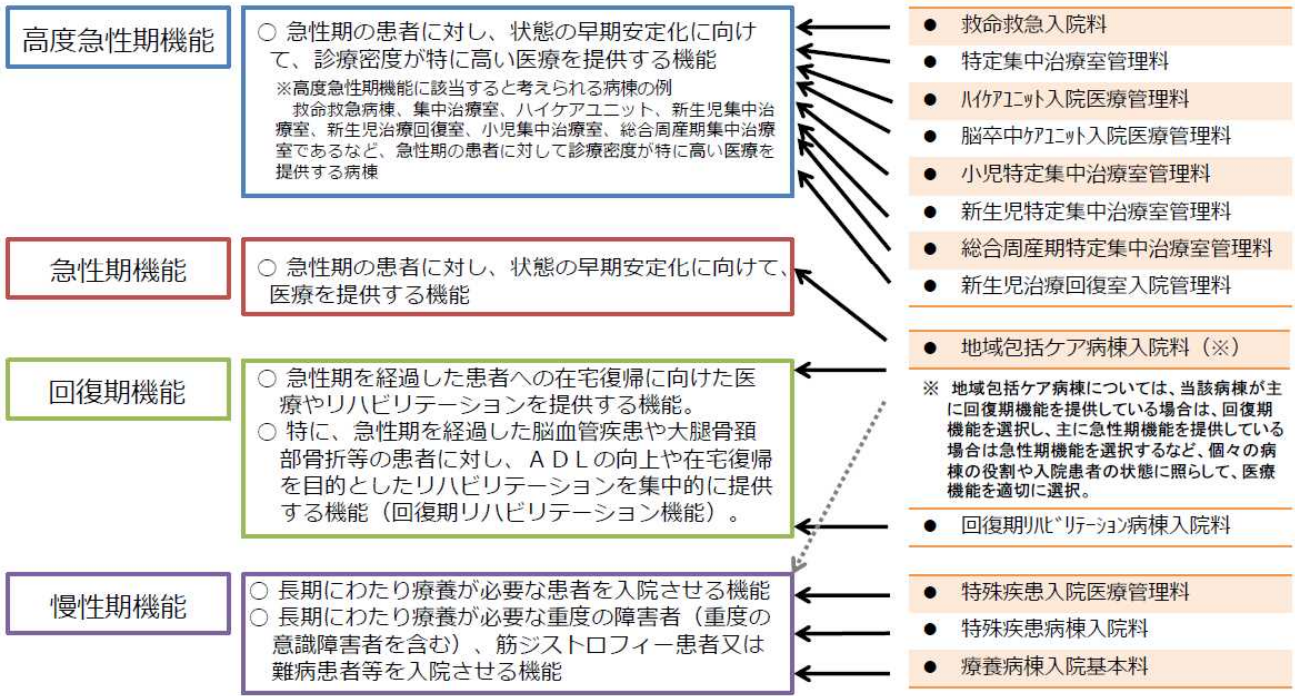 高度急性期機能
○ 急性期の患者に対し、状態の早期安定化に向け
て、診療密度が特に高い医療を提供する機能
※高度急性期機能に該当すると考えられる病棟の例
救命救急病棟、集中治療室、ハイケアユニット、新生児集中治
療室、新生児治療回復室、小児集中治療室、総合周産期集中治療
室であるなど、急性期の患者に対して診療密度が特に高い医療を
提供する病棟
● 救命救急入院料
● 特定集中治療室管理料
● ﾊｲｹｱﾕﾆｯﾄ入院医療管理料
● 脳卒中ｹｱﾕﾆｯﾄ入院医療管理料
● 小児特定集中治療室管理料
● 新生児特定集中治療室管理料
● 総合周産期特定集中治療室管理料
● 新生児治療回復室入院管理料
急性期機能
○ 急性期の患者に対し、状態の早期安定化に向けて、
医療を提供する機能
● 地域包括ケア病棟入院料（※）
※ 地域包括ケア病棟については、当該病棟が主
に回復期機能を提供している場合は、回復期
機能を選択し、主に急性期機能を提供している
場合は急性期機能を選択するなど、個々の病
棟の役割や入院患者の状態に照らして、医療
機能を適切に選択。
回復期機能
○ 急性期を経過した患者への在宅復帰に向けた医
療やリハビリテーションを提供する機能。
○ 特に、急性期を経過した脳血管疾患や大腿骨頚
部骨折等の患者に対し、ＡＤＬの向上や在宅復帰
を目的としたリハビリテーションを集中的に提供
する機能（回復期リハビリテーション機能）。
● 回復期ﾘﾊﾋﾞﾘﾃｰｼｮﾝ病棟入院料
慢性期機能
○ 長期にわたり療養が必要な患者を入院させる機能
○ 長期にわたり療養が必要な重度の障害者（重度の
意識障害者を含む）、筋ジストロフィー患者又は
難病患者等を入院させる機能
● 特殊疾患入院医療管理料
● 特殊疾患病棟入院料
● 療養病棟入院基本料